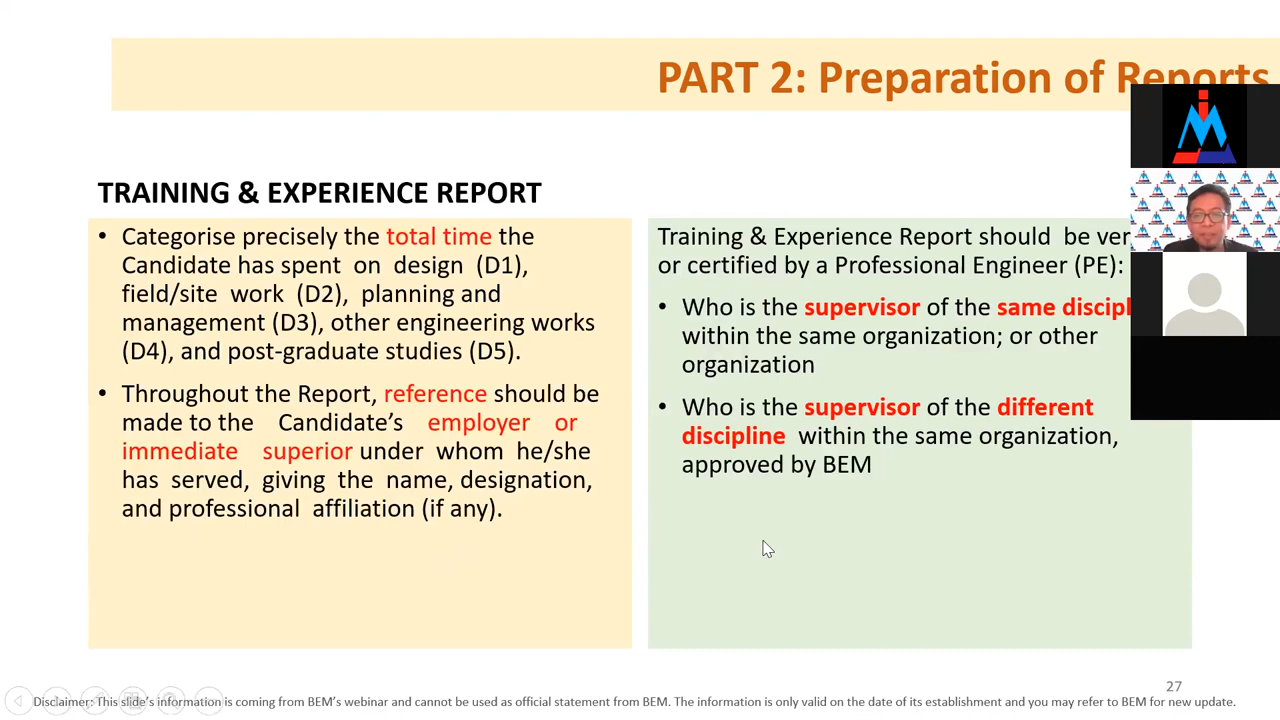 PART 2: Preparation of Reports
TRAINING & EXPERIENCE REPORT
• Categorise precisely the total time the
Candidate has spent on design (D1),
field/site work (D2), planning and
management (D3), other engineering works
(D4), and post-graduate studies (D5).
• Throughout the Report, reference should be
made to the Candidate's employer or
immediate superior under whom he/she
has served, giving the name, designation,
and professional affiliation (if any).
Training & Experience Report should be ver
or certified by a Professional Engineer (PE):
• Who is the supervisor of the same discipl
within the same organization; or other
organization
• Who is the supervisor of the different
discipline within the same organization,
approved by BEM
27
Disclaimer: This slide's information is coming from BEM's webinar and cannot be used as official statement from BEM. The information is only valid on the date of its establishment and you may refer to BEM for new update.